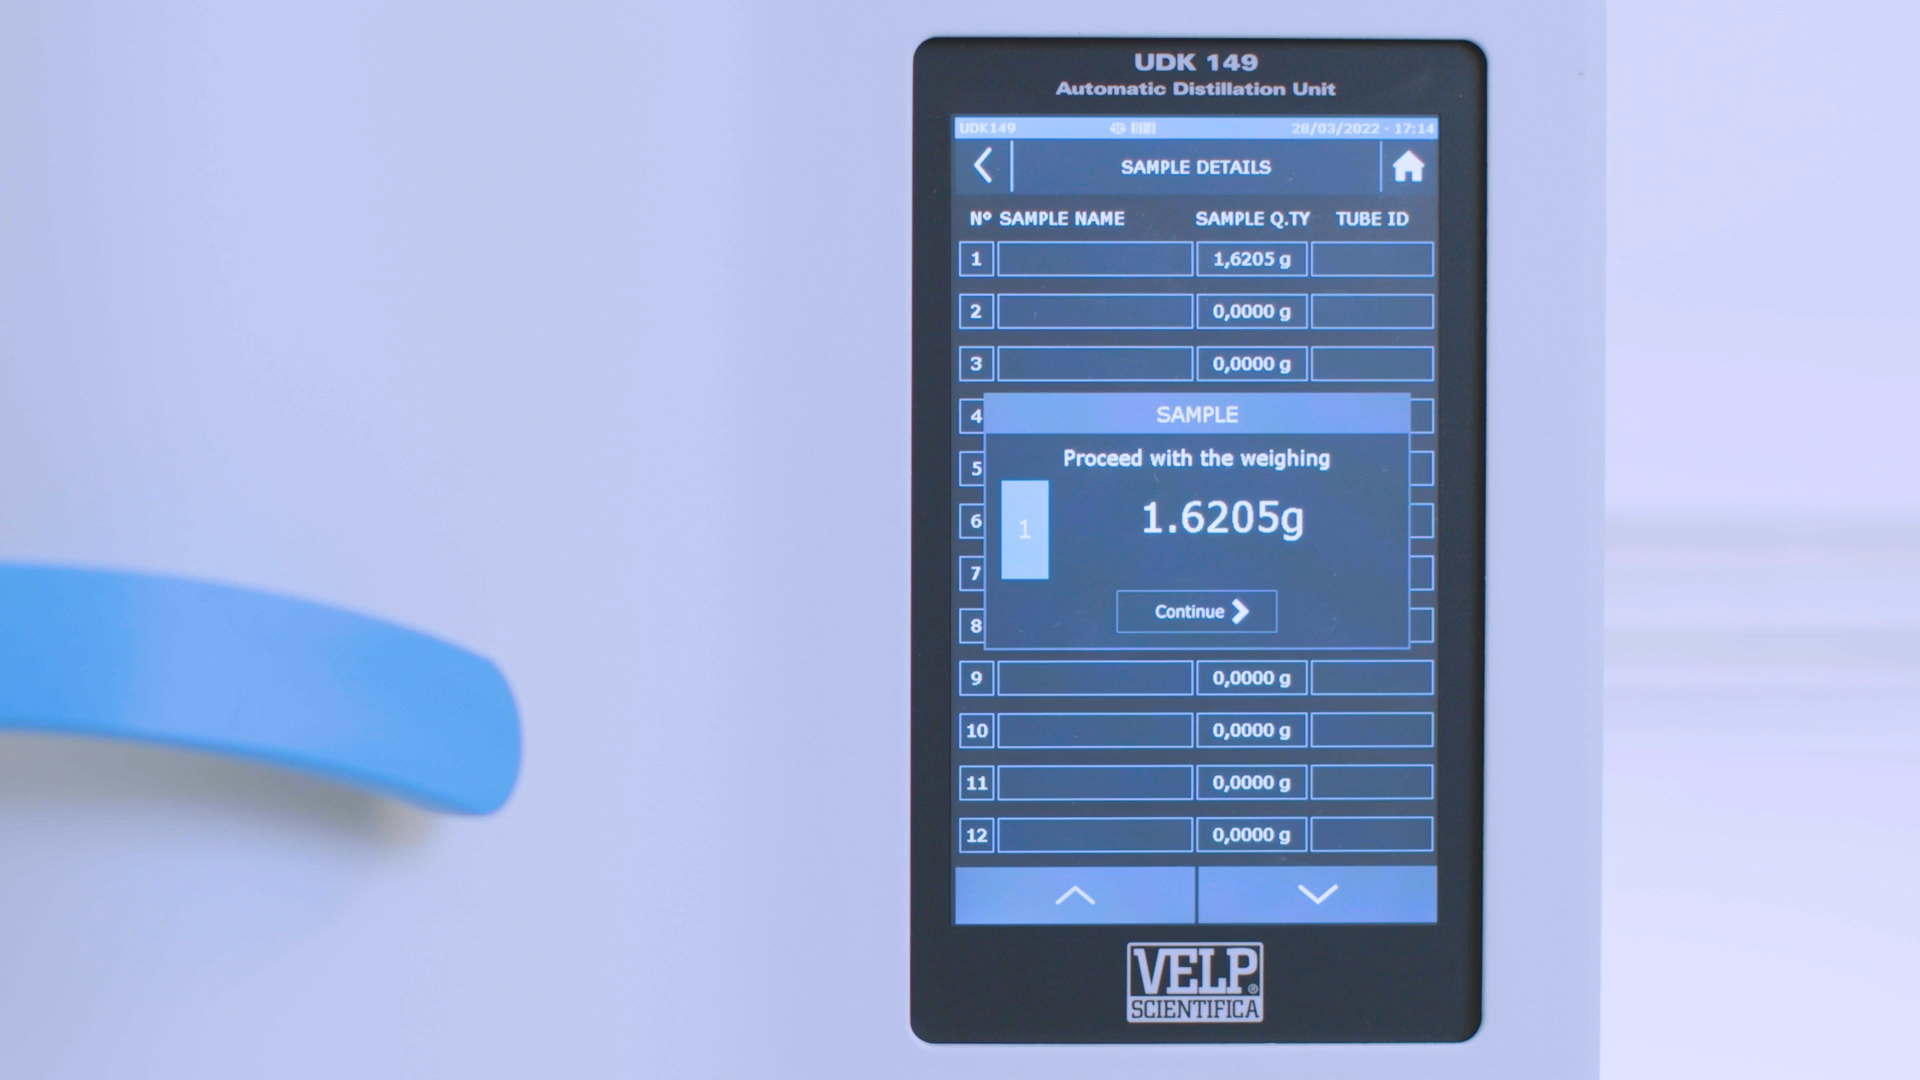 UDK 149
Automatic Distillation Unit
UDK149 28/03/2022 - 17:14
SAMPLE DETAILS
Nº SAMPLE NAME SAMPLE Q.TY TUBE ID
1 1,6205 g
2 0,0000 g
3 0,0000 g
4
SAMPLE
Proceed with the weighing
5
1 1.6205g
6
7
Continue
8
9 0,0000 g
10 0,0000 g
11 0,0000 g
12 0,0000 g
VELP®
SCIENTIFICA